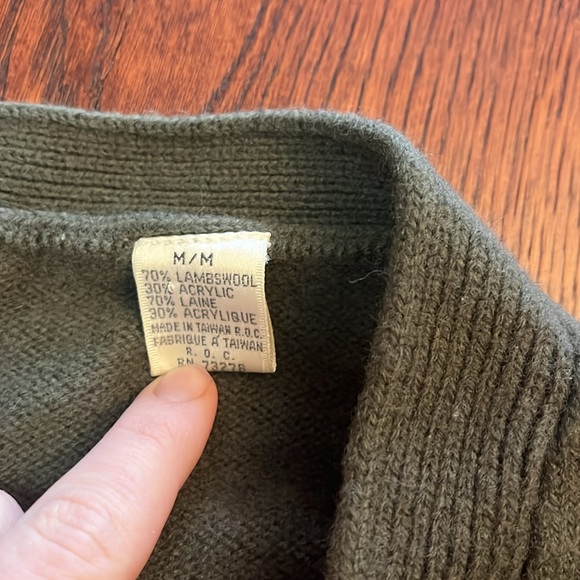 M/M
70% LAMBSWOOL
30% ACRYLIC
70% LAINE
30% ACRYLIQUE
MADE IN TAIWAN R.O.C.
FABRIQUE A TAIWAN
R. O. C.
RN 73278